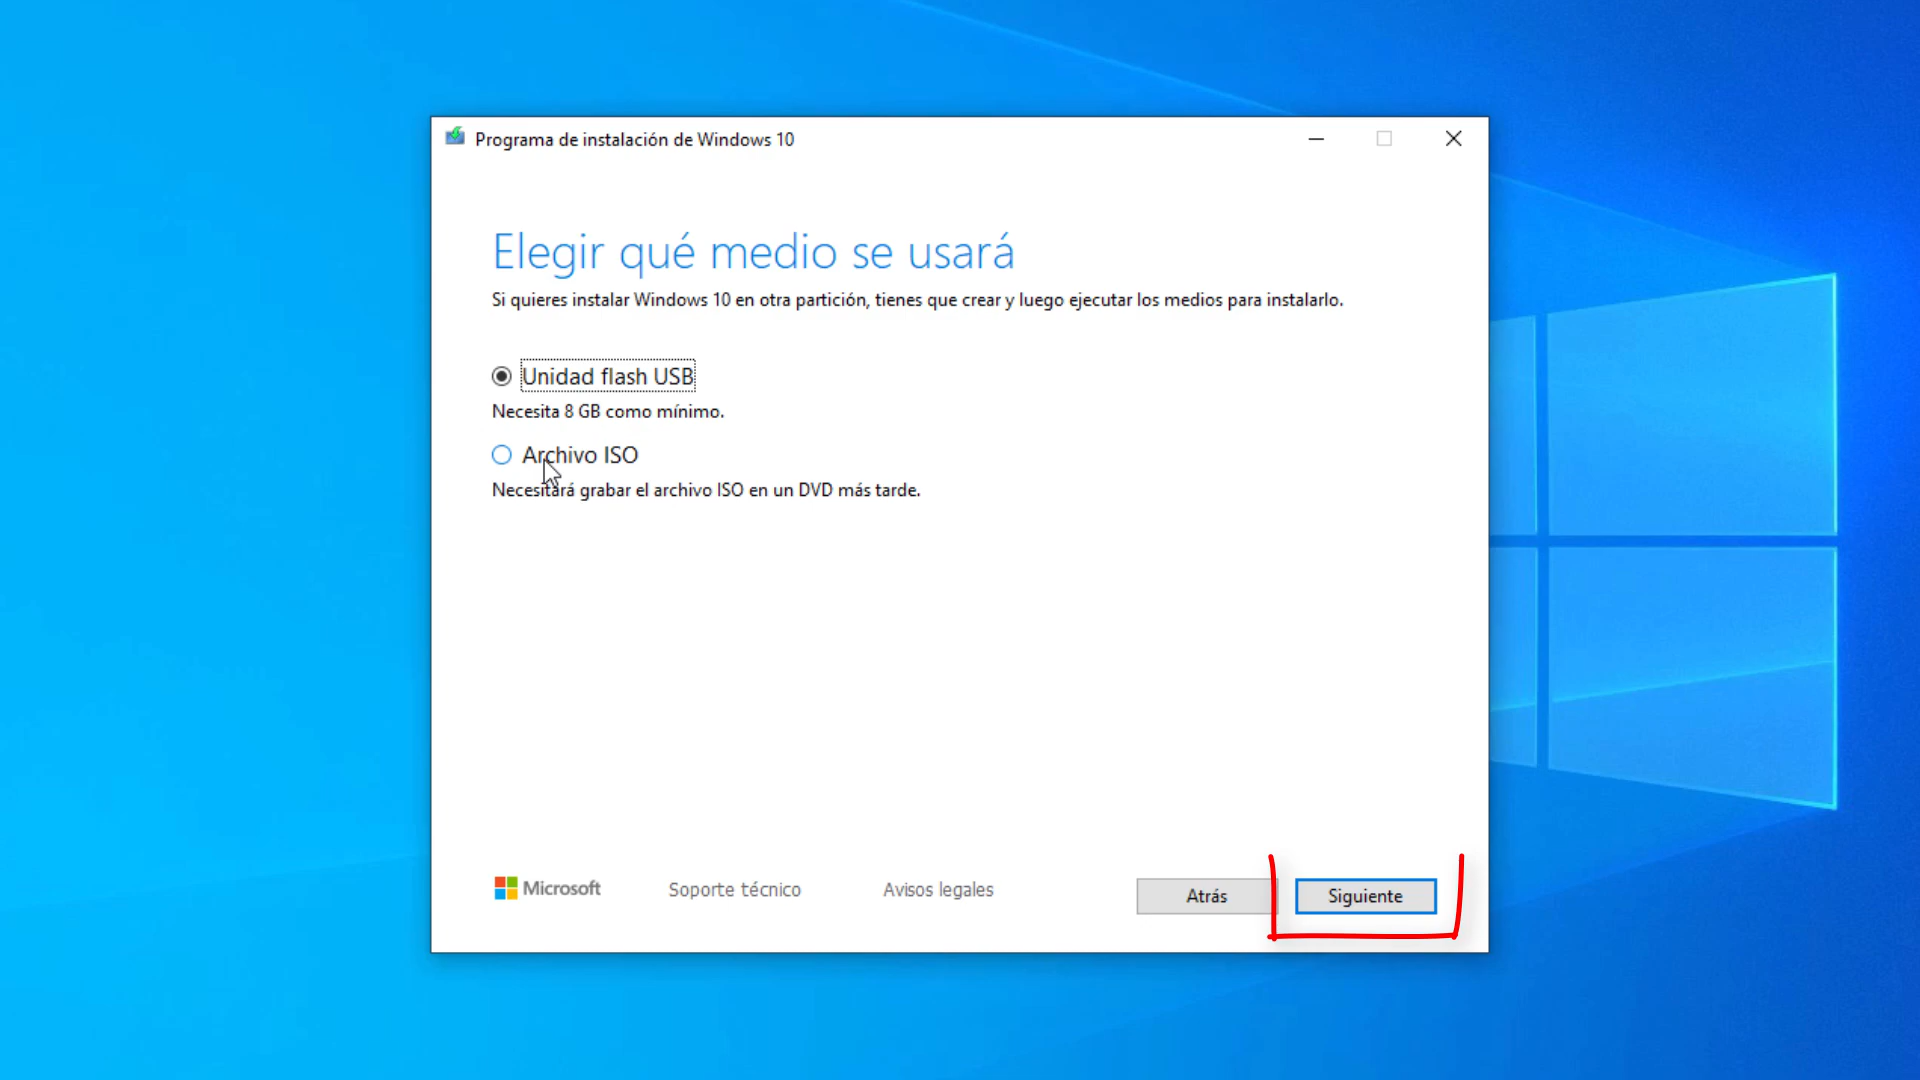 Programa de instalación de Windows 10
Elegir qué medio se usará
Si quieres instalar Windows 10 en otra partición, tienes que crear y luego ejecutar los medios para instalarlo.
Unidad flash USB
Necesita 8 GB como mínimo.
Archivo ISO
Necesitará grabar el archivo ISO en un DVD más tarde.
Microsoft Soporte técnico Avisos legales Atrás Siguiente